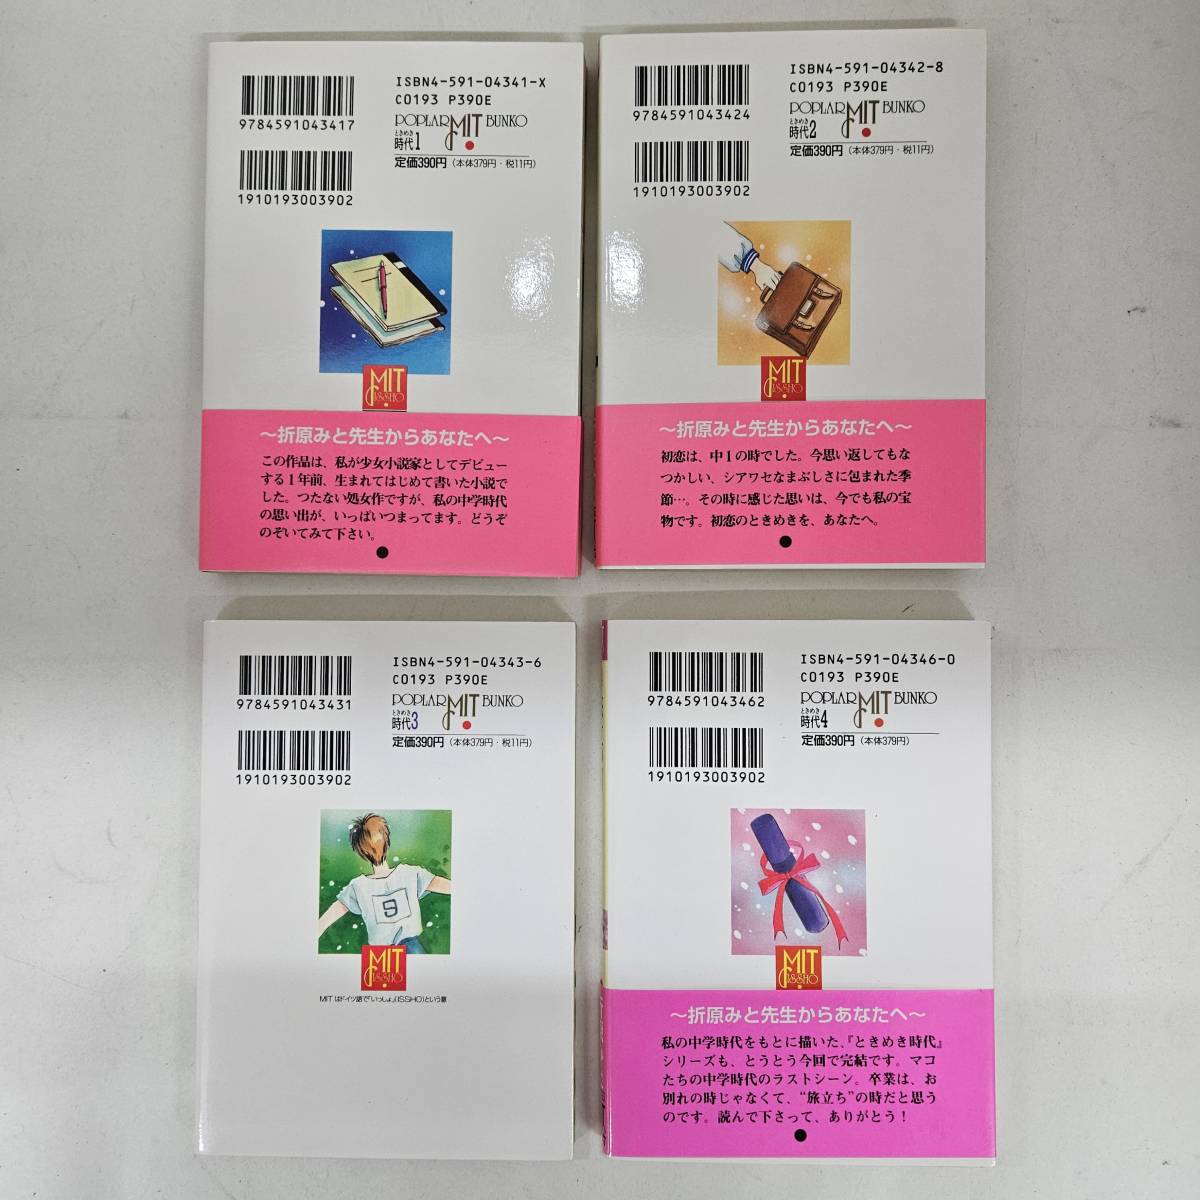 ISBN4-591-04341-X
C0193 P390E
9784591043417
POPLAR MIT BUNKO
ときめき
時代1
定価390円（本体379円・税11円）
1910193003902
MIT
ISSHO
～折原みと先生からあなたへ～
この作品は、私が少女小説家としてデビュー
する1年前、生まれてはじめて書いた小説で
した。つたない処女作ですが、私の中学時代
の思い出が、いっぱいつまってます。どうぞ
のぞいてみて下さい。
ISBN4-591-04342-8
C0193 P390E
9784591043424
POPLAR MIT BUNKO
ときめき
時代2
定価390円（本体379円・税11円）
1910193003902
MIT
ISSHO
～折原みと先生からあなたへ～
初恋は、中1の時でした。今思い返してもな
つかしい、シアワセなまぶしさに包まれた季
節…。その時に感じた思いは、今でも私の宝
物です。初恋のときめきを、あなたへ。
ISBN4-591-04343-6
C0193 P390E
9784591043431
POPLAR MIT BUNKO
ときめき
時代3
定価390円（本体379円・税11円）
1910193003902
9
MIT
ISSHO
MITはドイツ語で「いっしょ」(ISSHO)という意
ISBN4-591-04346-0
C0193 P390E
9784591043462
POPLAR MIT BUNKO
ときめき
時代4
定価390円（本体379円）
1910193003902
MIT
ISSHO
～折原みと先生からあなたへ～
私の中学時代をもとに描いた、『ときめき時代』
シリーズも、とうとう今回で完結です。マコ
たちの中学時代のラストシーン。卒業は、お
別れの時じゃなくて、“旅立ち”の時だと思う
のです。読んで下さって、ありがとう！